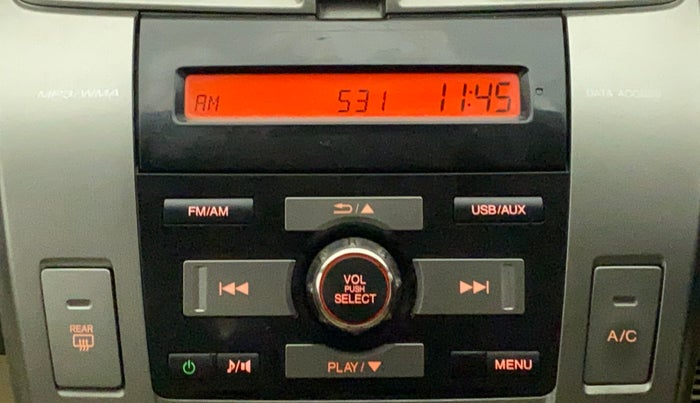 AM 531 11:45
MP3/WMA
DATA ACCESS
FM/AM
USB/AUX
VOL
PUSH
SELECT
REAR
A/C
PLAY/
MENU